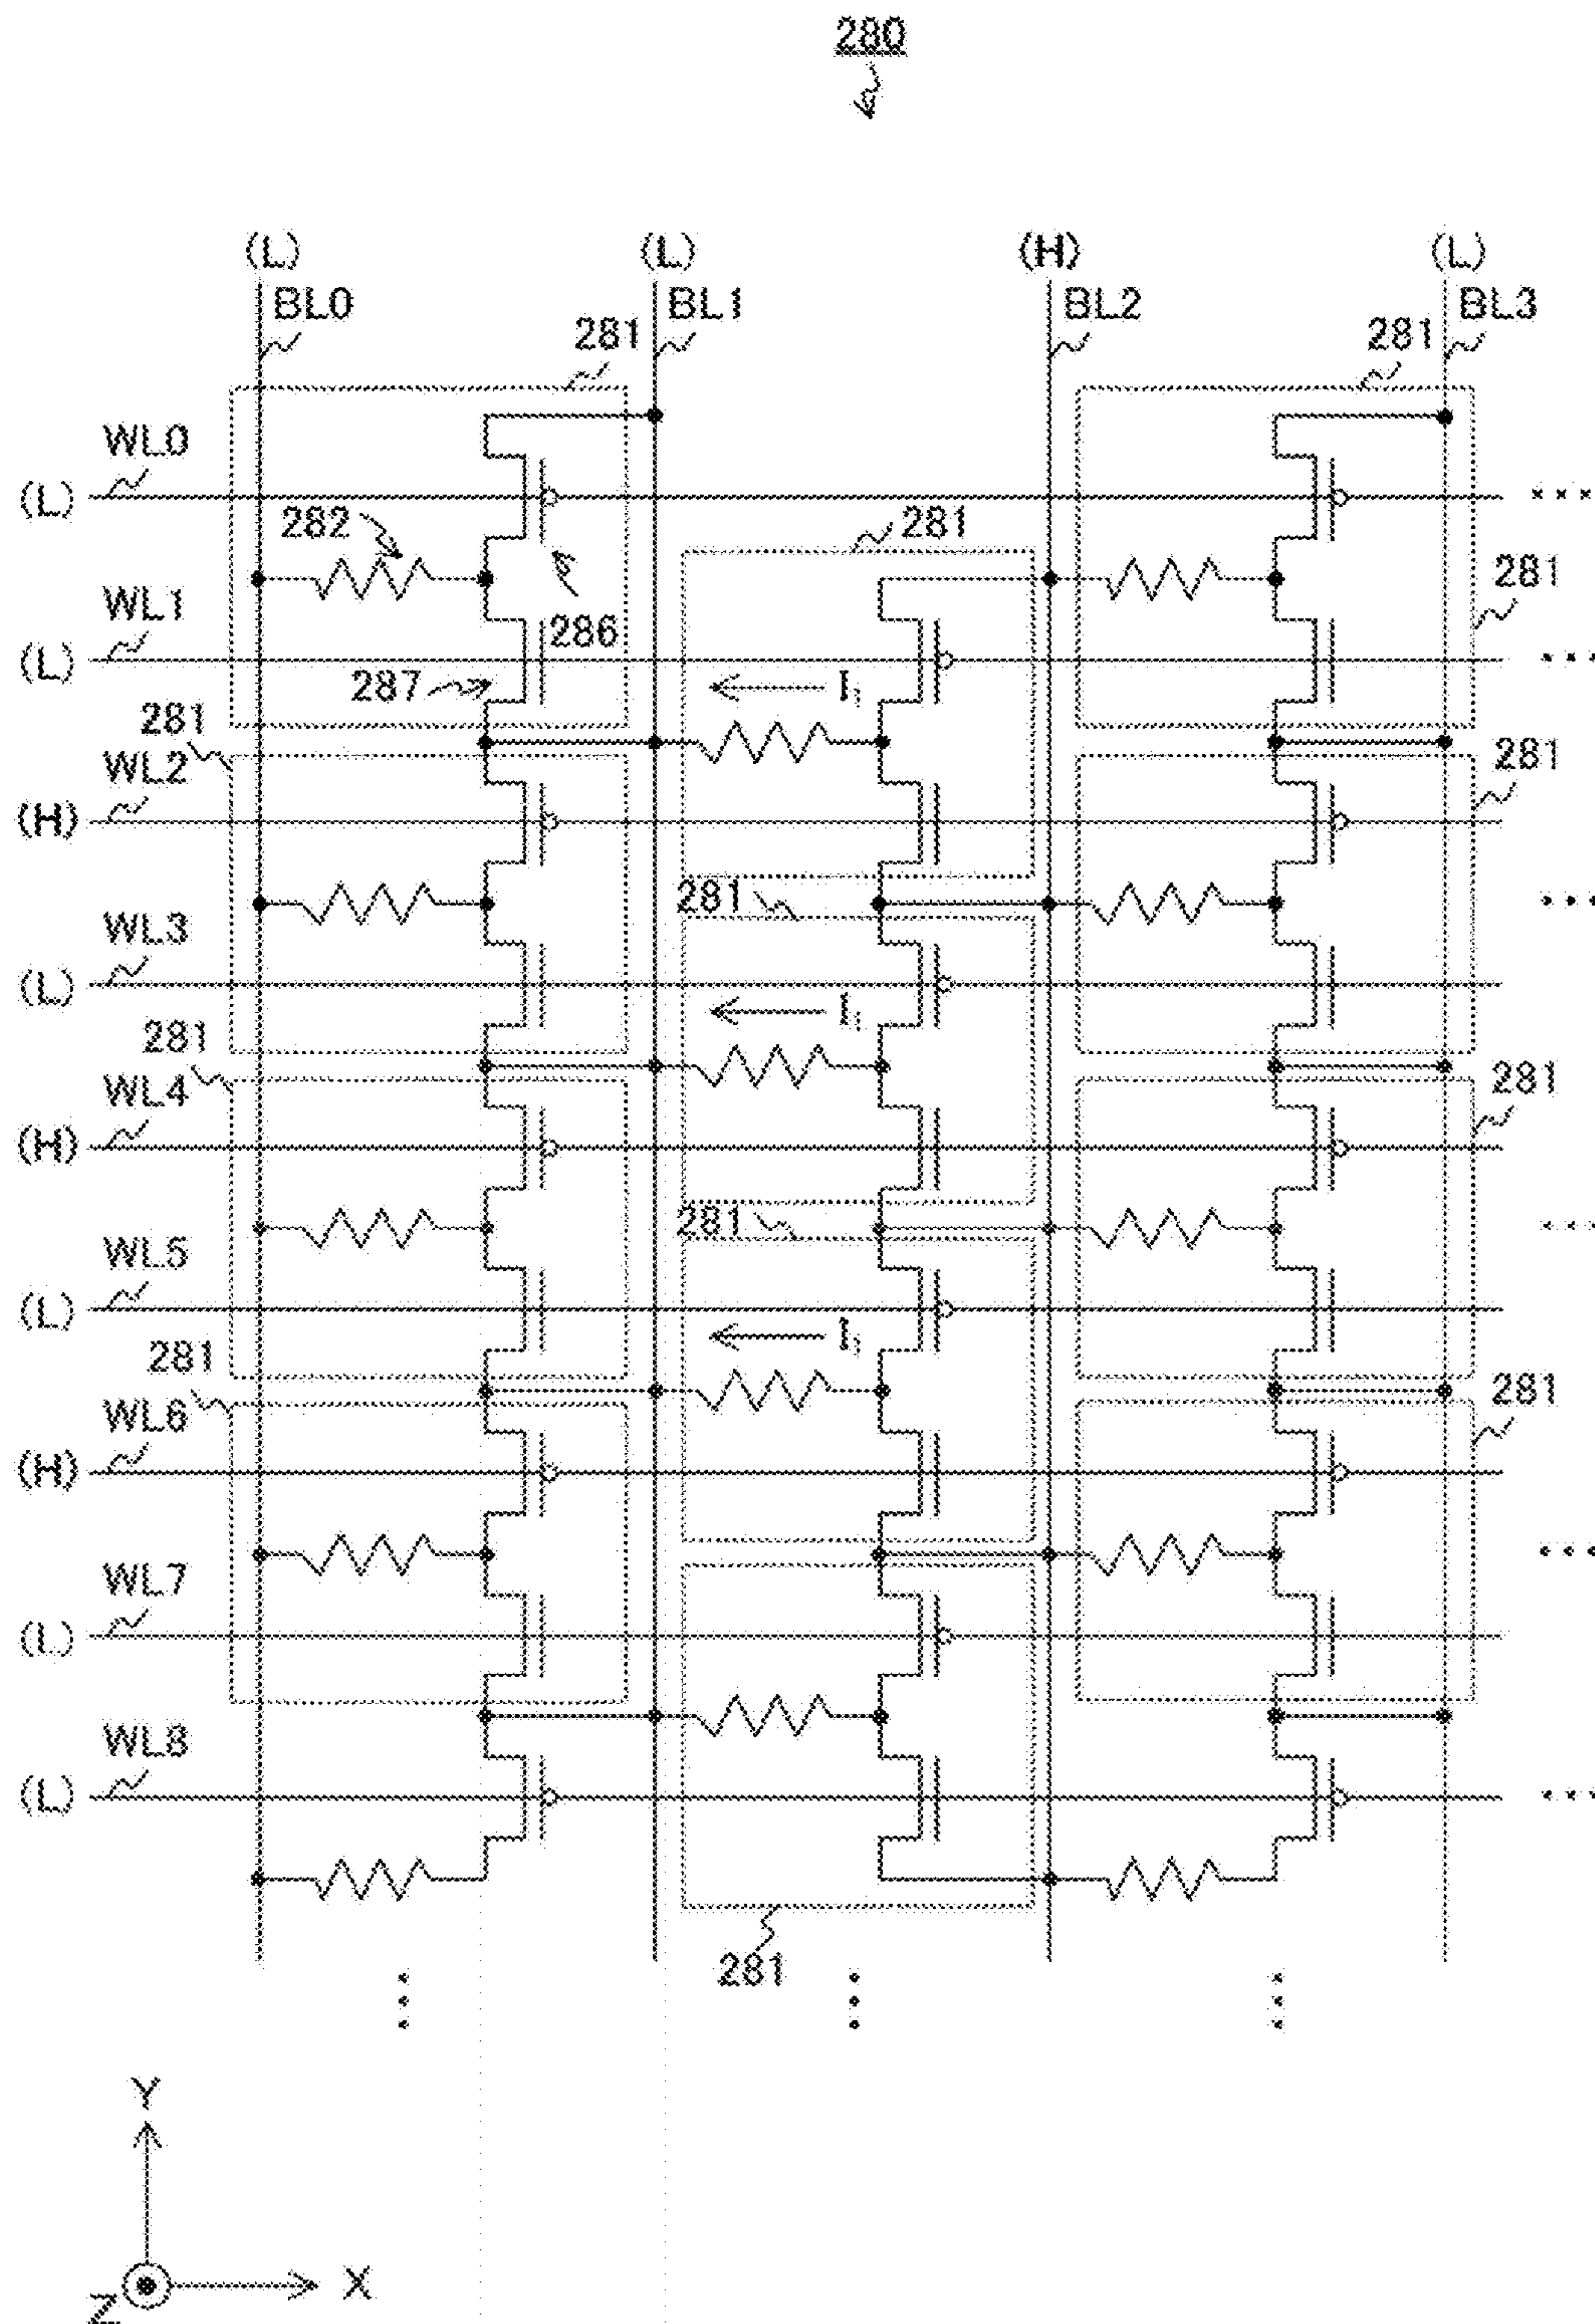 280
(L) (L) (H) (L)
BL0 BL1 BL2 BL3
281 281
WL0
(L)
282 281
281
WL1
286
(L)
287 I₁
281
WL2 281
(H)
281
WL3
(L)
I₁
281
WL4 281
(H)
281
WL5
(L)
I₁
281
WL6 281
(H)
WL7
(L)
WL8
(L)
281
Y
X
Z